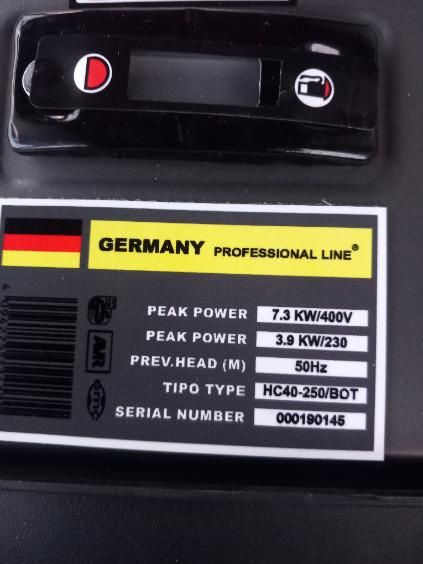 GERMANY PROFESSIONAL LINE®
PEAK POWER 7.3 KW/400V
PEAK POWER 3.9 KW/230
PREV.HEAD (M) 50Hz
TIPO TYPE HC40-250/BOT
SERIAL NUMBER 000190145